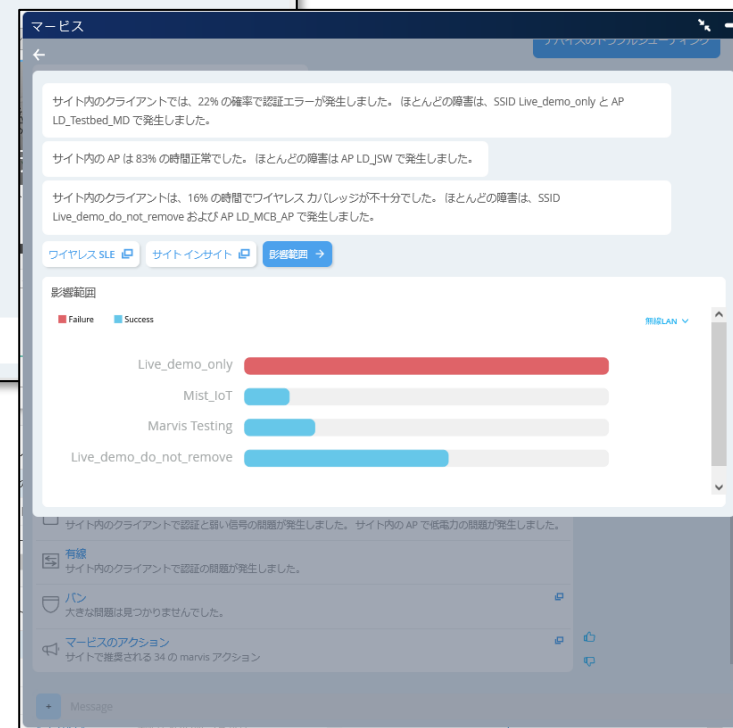 マービス
デバイスのトラブルシューティング
サイト内のクライアントでは、22% の確率で認証エラーが発生しました。 ほとんどの障害は、SSID Live_demo_only と AP
LD_Testbed_MD で発生しました。
サイト内の AP は 83% の時間正常でした。 ほとんどの障害は AP LD_JSW で発生しました。
サイト内のクライアントは、16% の時間でワイヤレス カバレッジが不十分でした。 ほとんどの障害は、SSID
Live_demo_do_not_remove および AP LD_MCB_AP で発生しました。
ワイヤレス SLE
サイト インサイト
影響範囲
影響範囲
Failure Success
無線LAN
Live_demo_only
Mist_IoT
Marvis Testing
Live_demo_do_not_remove
サイト内のクライアントで認証と弱い信号の問題が発生しました。 サイト内の AP で低電力の問題が発生しました。
有線
サイト内のクライアントで認証の問題が発生しました。
パン
大きな問題は見つかりませんでした。
マービスのアクション
サイトで推奨される 34 の marvis アクション
+ Message